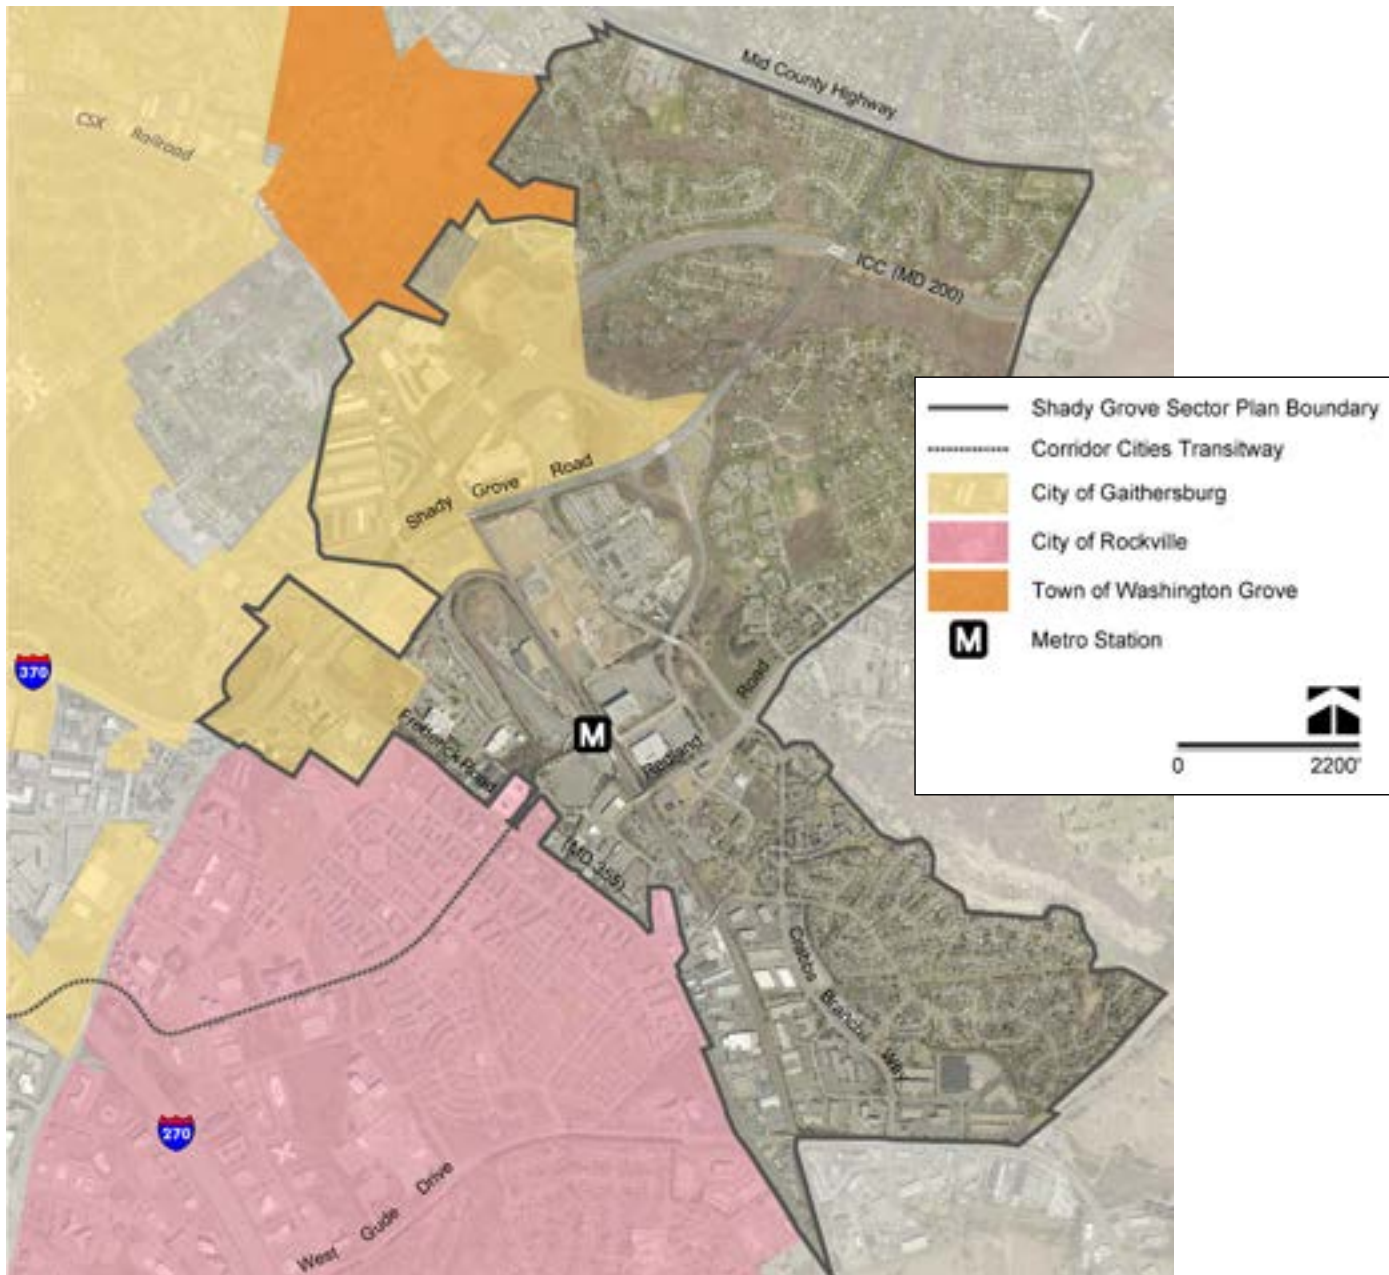 Mid County Highway
CSX Railroad
ICC (MD 200)
Shady Grove Sector Plan Boundary
Corridor Cities Transitway
City of Gaithersburg
City of Rockville
Town of Washington Grove
M
Metro Station
0
2200'
Shady Grove Road
370
Redland Road
Frederick Road
M
(MD 355)
Crabbs Branch Way
270
West Gude Drive